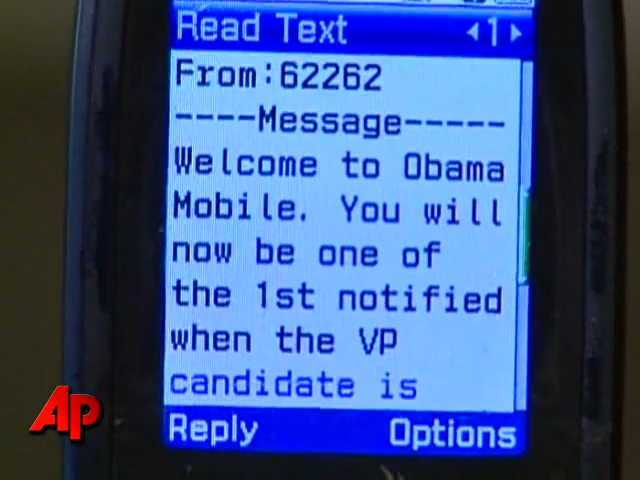 Read Text
1
From:62262
----Message-----
Welcome to Obama
Mobile. You will
now be one of
the 1st notified
when the VP
candidate is
Reply
Options
AP